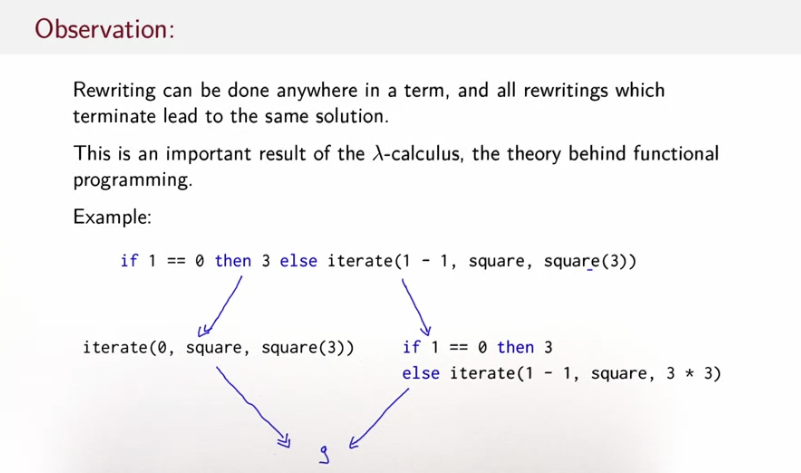 Observation:
Rewriting can be done anywhere in a term, and all rewritings which
terminate lead to the same solution.
This is an important result of the λ-calculus, the theory behind functional
programming.
Example:
if 1 == 0 then 3 else iterate(1 - 1, square, square(3))
iterate(0, square, square(3))
if 1 == 0 then 3
else iterate(1 - 1, square, 3 * 3)
9